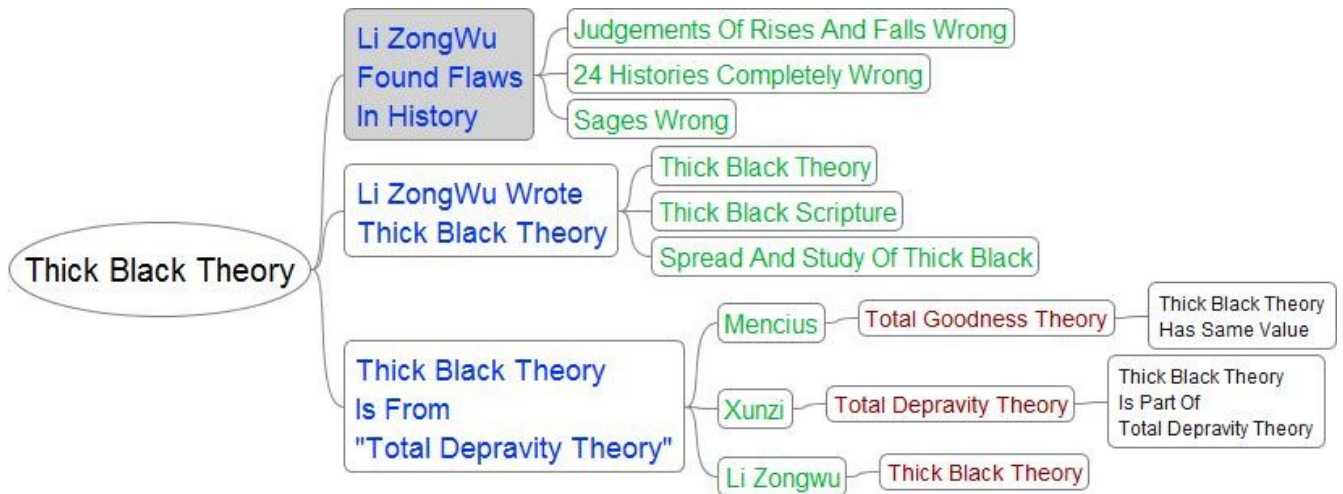 Thick Black Theory
Li ZongWu
Found Flaws
In History
Judgements Of Rises And Falls Wrong
24 Histories Completely Wrong
Sages Wrong
Li ZongWu Wrote
Thick Black Theory
Thick Black Theory
Thick Black Scripture
Spread And Study Of Thick Black
Thick Black Theory
Is From
"Total Depravity Theory"
Mencius
Total Goodness Theory
Thick Black Theory
Has Same Value
Xunzi
Total Depravity Theory
Thick Black Theory
Is Part Of
Total Depravity Theory
Li Zongwu
Thick Black Theory